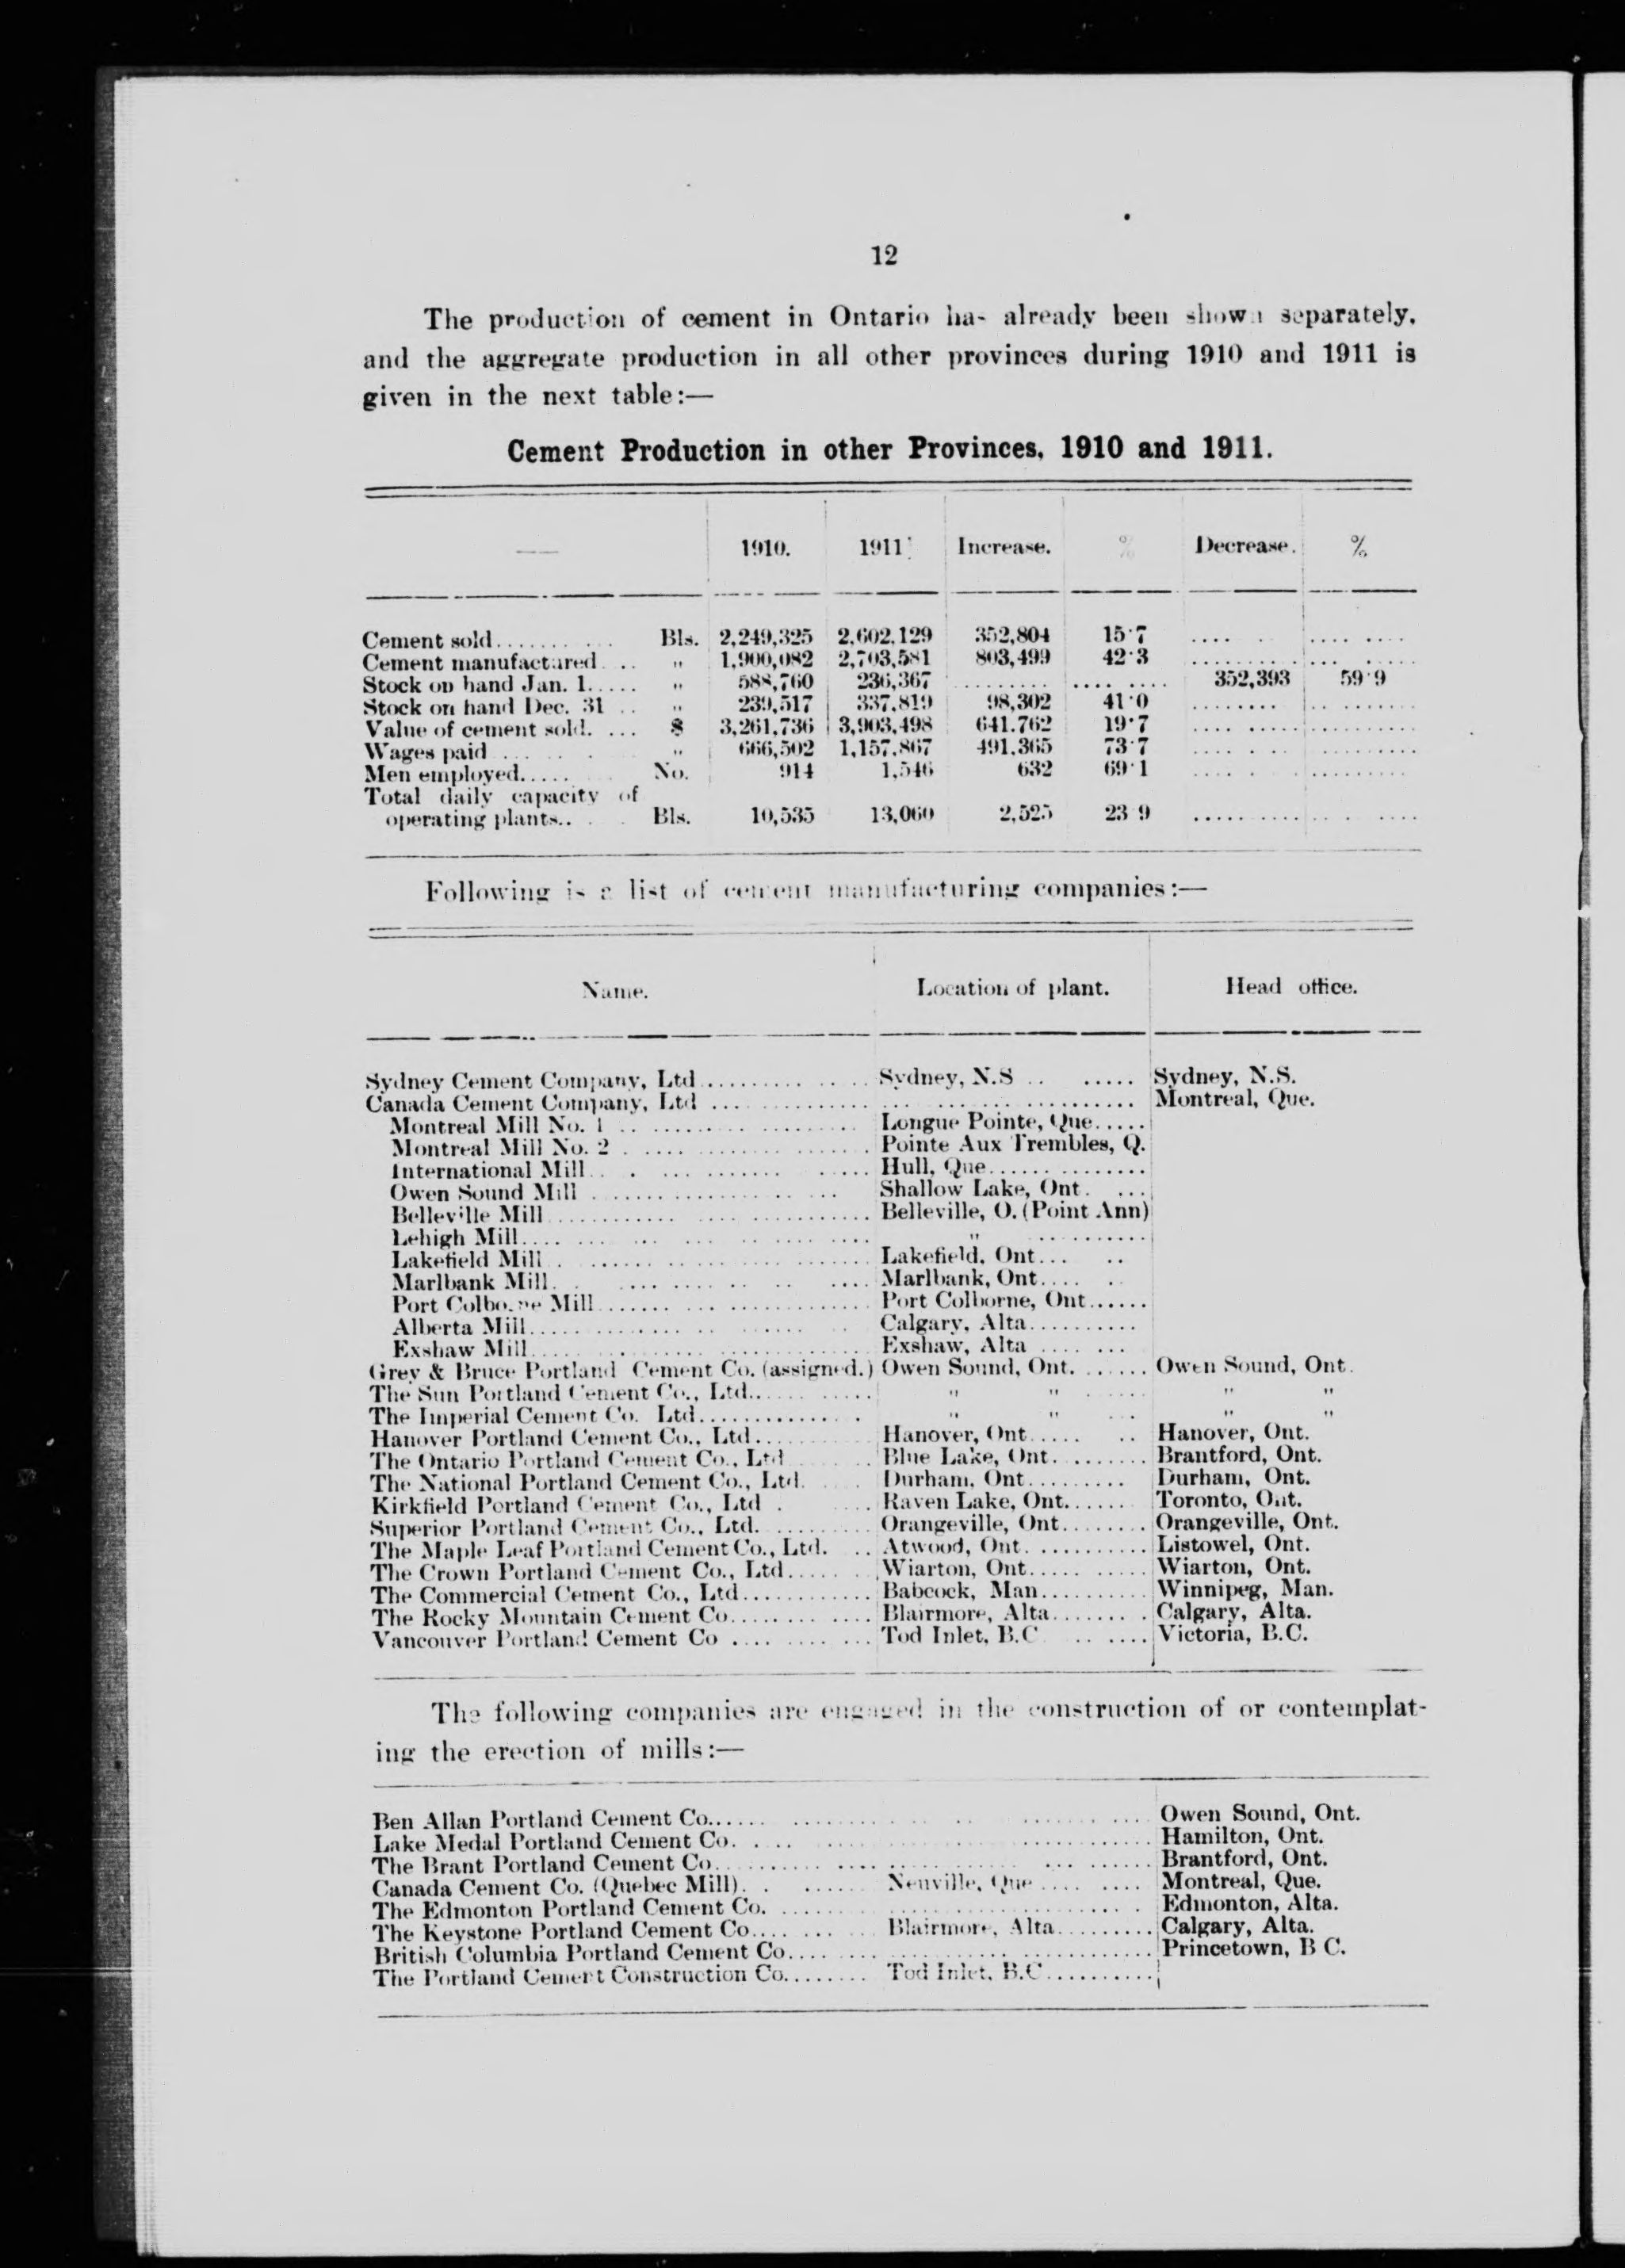 12
The production of cement in Ontario ha- already been shown separately,
and the aggregate production in all other provinces during 1910 and 1911 is
given in the next table:—
Cement Production in other Provinces, 1910 and 1911.
— 1910. 1911. Increase. % Decrease. %
Cement sold.......... Bls. 2,249,325 2,602,129 352,804 15·7 .... .. .... ....
Cement manufactured. ... " 1,900,082 2,703,581 803,499 42·3 .......... ... .....
Stock on hand Jan. 1..... " 588,760 236,367 ......... .... .... 352,393 59·9
Stock on hand Dec. 31 .. " 239,517 337,819 98,302 41·0 ........ .. .......
Value of cement sold. ... $ 3,261,736 3,903,498 641,762 19·7 .... ..... ..........
Wages paid .... " 666,502 1,157,867 491,365 73·7 .... .. .........
Men employed..... No. 914 1,546 632 69·1 .... .. .........
Total daily capacity of
operating plants.. . Bls. 10,535 13,060 2,525 23 9 .......... .. ....
Following is a list of cement manufacturing companies:—
Name. Location of plant. Head office.
Sydney Cement Company, Ltd.............. Sydney, N.S .. ..... Sydney, N.S.
Canada Cement Company, Ltd .............. .................... Montreal, Que.
Montreal Mill No. 1 .................. Longue Pointe, Que.....
Montreal Mill No. 2 .................. Pointe Aux Trembles, Q.
International Mill.................. Hull, Que..............
Owen Sound Mill .................. Shallow Lake, Ont. ...
Belleville Mill .................. Belleville, O. (Point Ann)
Lehigh Mill.................. " ..........
Lakefield Mill .................. Lakefield, Ont... ..
Marlbank Mill.................. Marlbank, Ont.... ..
Port Colborne Mill.................. Port Colborne, Ont......
Alberta Mill.................. Calgary, Alta..........
Exshaw Mill.................. Exshaw, Alta .... ...
Grey & Bruce Portland Cement Co. (assigned.) Owen Sound, Ont. ...... Owen Sound, Ont.
The Sun Portland Cement Co., Ltd............ " " ...... " "
The Imperial Cement Co. Ltd.............. " " ... " "
Hanover Portland Cement Co., Ltd........... Hanover, Ont..... .. Hanover, Ont.
The Ontario Portland Cement Co., Ltd ....... Blue Lake, Ont......... Brantford, Ont.
The National Portland Cement Co., Ltd. .... Durham, Ont......... Durham, Ont.
Kirkfield Portland Cement Co., Ltd . .... Raven Lake, Ont...... Toronto, Ont.
Superior Portland Cement Co., Ltd........... Orangeville, Ont........ Orangeville, Ont.
The Maple Leaf Portland Cement Co., Ltd. .. Atwood, Ont........... Listowel, Ont.
The Crown Portland Cement Co., Ltd....... Wiarton, Ont........... Wiarton, Ont.
The Commercial Cement Co., Ltd............ Babcock, Man.......... Winnipeg, Man.
The Rocky Mountain Cement Co............. Blairmore, Alta........ Calgary, Alta.
Vancouver Portland Cement Co ............ Tod Inlet, B.C .. .... Victoria, B.C.
The following companies are engaged in the construction of or contemplat-
ing the erection of mills:—
Ben Allan Portland Cement Co.................... Owen Sound, Ont.
Lake Medal Portland Cement Co.................... Hamilton, Ont.
The Brant Portland Cement Co.................... Brantford, Ont.
Canada Cement Co. (Quebec Mill). . ...... Neuville, Que .... .... Montreal, Que.
The Edmonton Portland Cement Co. .................... Edmonton, Alta.
The Keystone Portland Cement Co.......... Blairmore, Alta......... Calgary, Alta.
British Columbia Portland Cement Co.................... Princetown, B C.
The Portland Cement Construction Co........ Tod Inlet, B.C..........